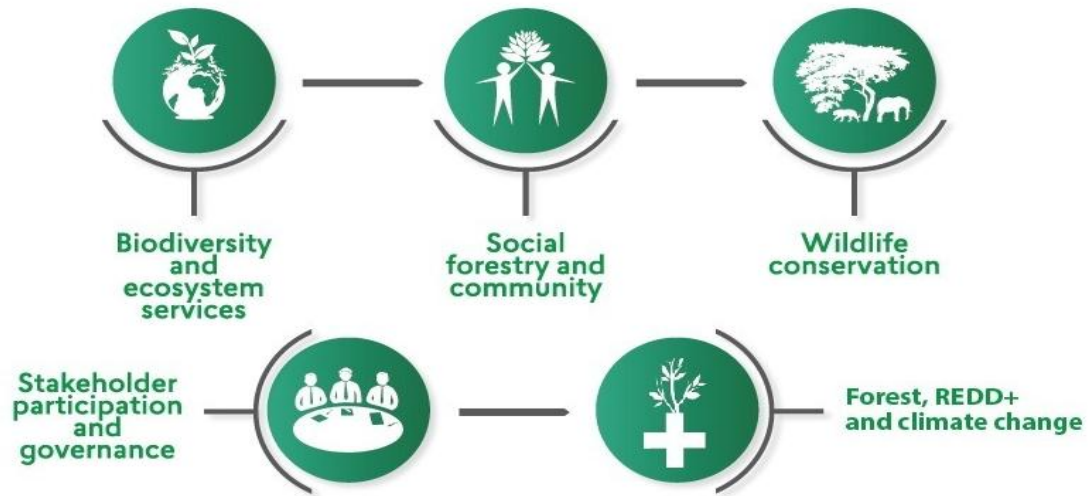 Biodiversity
and
ecosystem
services
Social
forestry and
community
Wildlife
conservation
Stakeholder
participation
and
governance
Forest, REDD+
and climate change